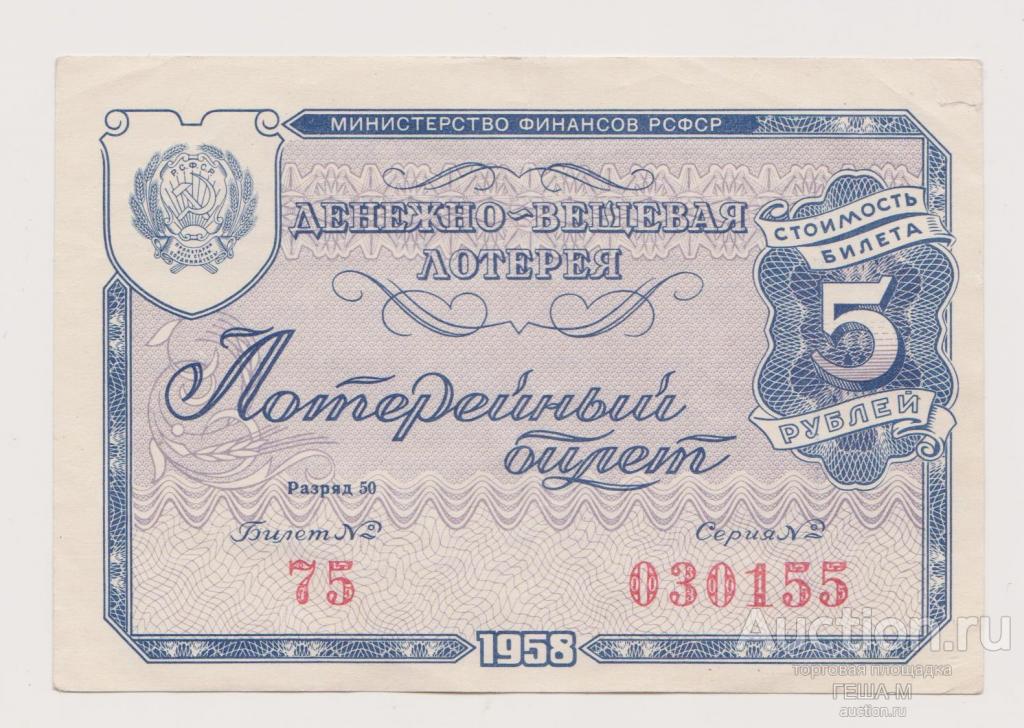 МИНИСТЕРСТВО ФИНАНСОВ РСФСР
Р.С.Ф.С.Р.
ДЕНЕЖНО-ВЕЩЕВАЯ
ЛОТЕРЕЯ
СТОИМОСТЬ
БИЛЕТА
5
РУБЛЕЙ
Лотерейный
билет
Разряд 50
Билет №
Серия №
75
030155
1958
Auction.ru
торговая площадка
ГЕША-М
auction.ru